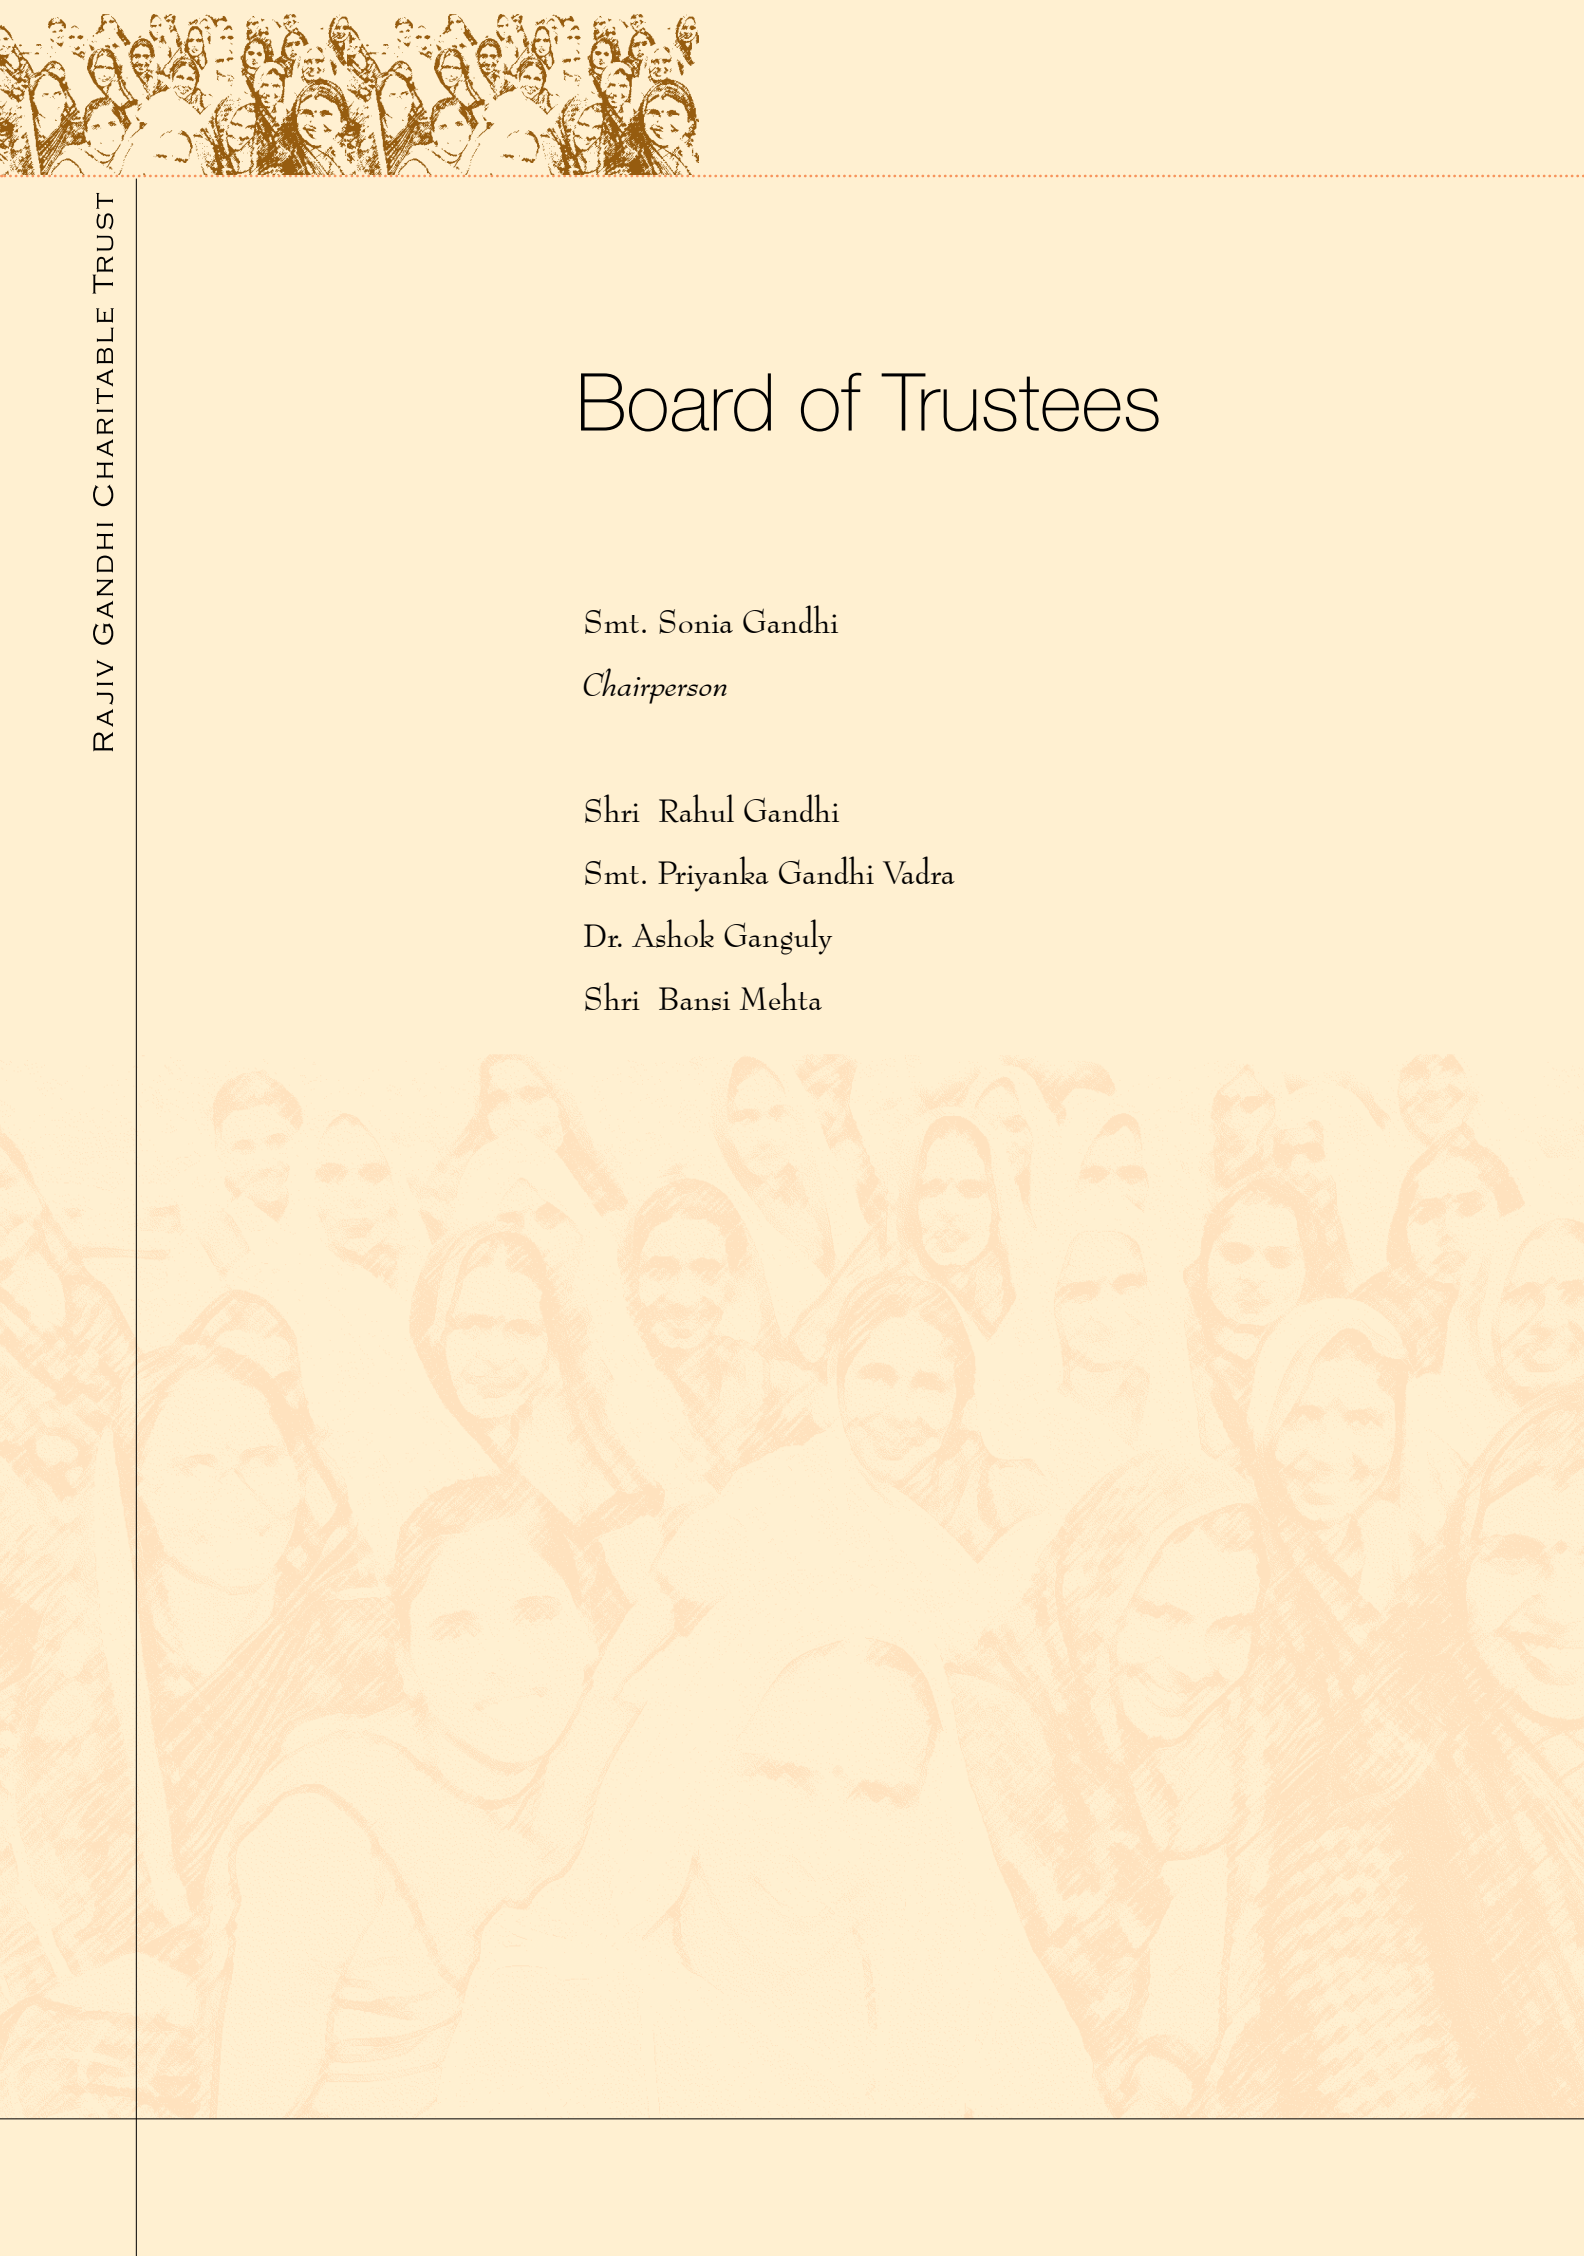 RAJIV GANDHI CHARITABLE TRUST
Board of Trustees
Smt. Sonia Gandhi
Chairperson
Shri Rahul Gandhi
Smt. Priyanka Gandhi Vadra
Dr. Ashok Ganguly
Shri Bansi Mehta